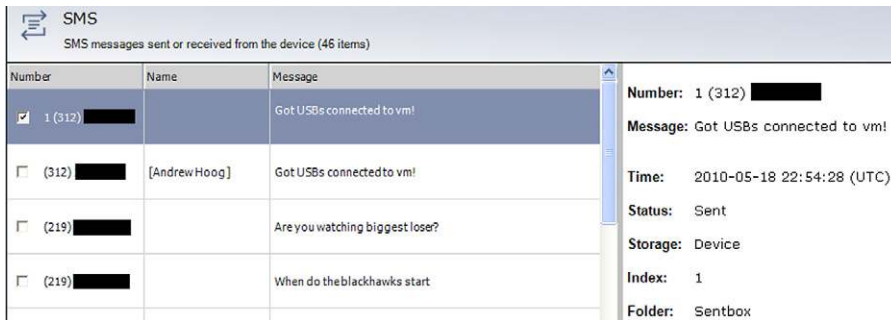 SMS
SMS messages sent or received from the device (46 items)
Number Name Message
1 (312) Got USBs connected to vm!
(312) [Andrew Hoog] Got USBs connected to vm!
(219) Are you watching biggest loser?
(219) When do the blackhawks start
Number: 1 (312)
Message: Got USBs connected to vm!
Time: 2010-05-18 22:54:28 (UTC)
Status: Sent
Storage: Device
Index: 1
Folder: Sentbox